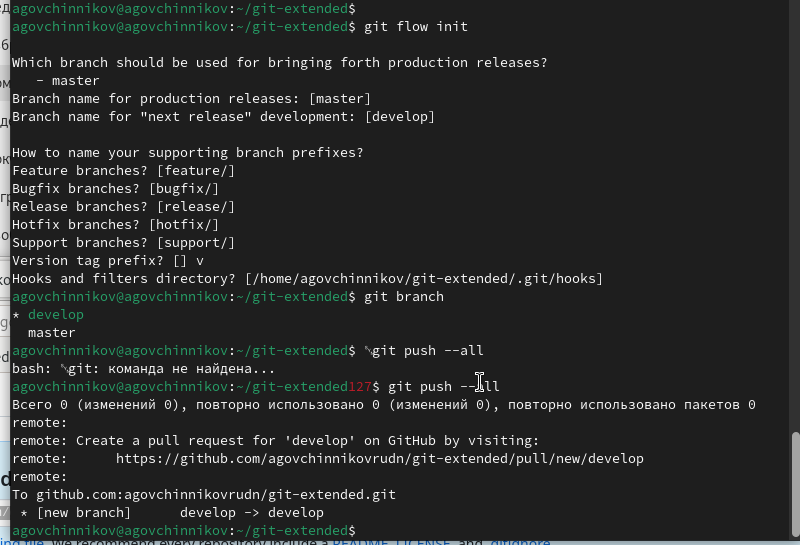 agovchinnikov@agovchinnikov:~/git-extended$
agovchinnikov@agovchinnikov:~/git-extended$ git flow init
Which branch should be used for bringing forth production releases?
- master
Branch name for production releases: [master]
Branch name for "next release" development: [develop]
How to name your supporting branch prefixes?
Feature branches? [feature/]
Bugfix branches? [bugfix/]
Release branches? [release/]
Hotfix branches? [hotfix/]
Support branches? [support/]
Version tag prefix? [] v
Hooks and filters directory? [/home/agovchinnikov/git-extended/.git/hooks]
agovchinnikov@agovchinnikov:~/git-extended$ git branch
* develop
master
agovchinnikov@agovchinnikov:~/git-extended$ git push --all
bash: git: команда не найдена...
agovchinnikov@agovchinnikov:~/git-extended127$ git push --all
Всего 0 (изменений 0), повторно использовано 0 (изменений 0), повторно использовано пакетов 0
remote:
remote: Create a pull request for 'develop' on GitHub by visiting:
remote: https://github.com/agovchinnikovrudn/git-extended/pull/new/develop
remote:
To github.com:agovchinnikovrudn/git-extended.git
* [new branch] develop -> develop
agovchinnikov@agovchinnikov:~/git-extended$